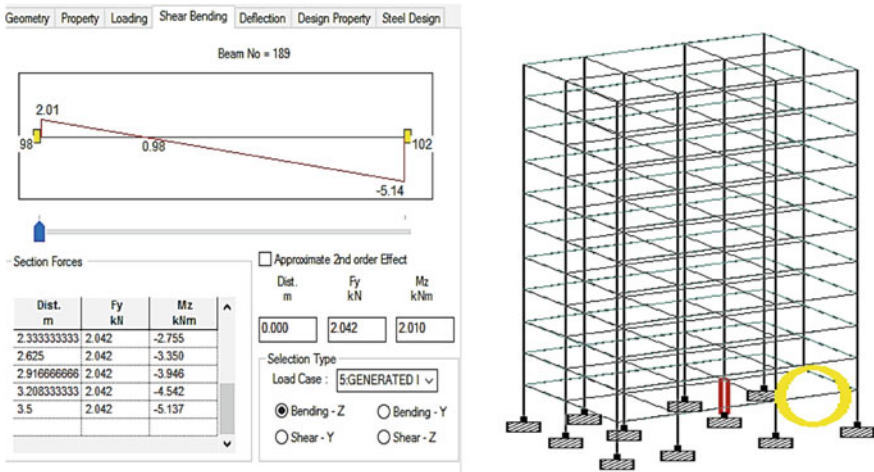 Geometry Property Loading Shear Bending Deflection Design Property Steel Design
Beam No = 189
2.01
98 0.98 102
-5.14
Section Forces
Dist. Fy Mz
m kN kNm
2.333333333 2.042 -2.755
2.625 2.042 -3.350
2.916666666 2.042 -3.946
3.208333333 2.042 -4.542
3.5 2.042 -5.137
Approximate 2nd order Effect
Dist. Fy Mz
m kN kNm
0.000 2.042 2.010
Selection Type
Load Case : 5:GENERATED I
Bending - Z Bending - Y
Shear - Y Shear - Z